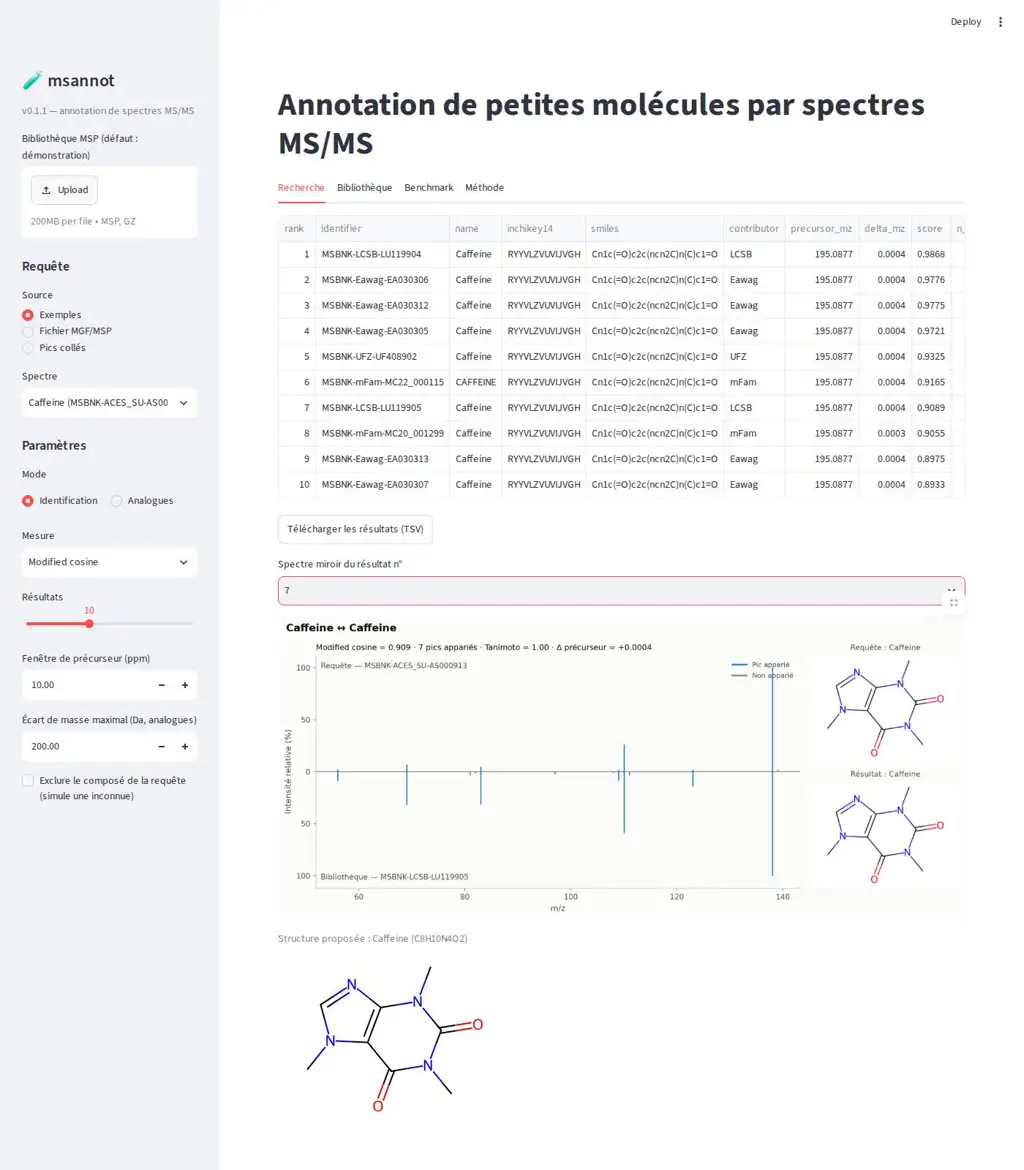 Deploy
🧪 msannot
v0.1.1 — annotation de spectres MS/MS
Bibliothèque MSP (défaut :
démonstration)
Upload
200MB per file • MSP, GZ
Requête
Source
Exemples
Fichier MGF/MSP
Pics collés
Spectre
Caffeine (MSBNK-ACES_SU-AS00
Paramètres
Mode
Identification Analogues
Mesure
Modified cosine
Résultats
10
Fenêtre de précurseur (ppm)
10.00
Écart de masse maximal (Da, analogues)
200.00
Exclure le composé de la requête
(simule une inconnue)
Annotation de petites molécules par spectres
MS/MS
Recherche Bibliothèque Benchmark Méthode
rank identifier name inchikey14 smiles contributor precursor_mz delta_mz score
1 MSBNK-LCSB-LU119904 Caffeine RYYVLZVUVIJVGH Cn1c(=O)c2c(ncn2C)n(C)c1=O LCSB 195.0877 0.0004 0.9868
2 MSBNK-Eawag-EA030306 Caffeine RYYVLZVUVIJVGH Cn1c(=O)c2c(ncn2C)n(C)c1=O Eawag 195.0877 0.0004 0.9776
3 MSBNK-Eawag-EA030312 Caffeine RYYVLZVUVIJVGH Cn1c(=O)c2c(ncn2C)n(C)c1=O Eawag 195.0877 0.0004 0.9775
4 MSBNK-Eawag-EA030305 Caffeine RYYVLZVUVIJVGH Cn1c(=O)c2c(ncn2C)n(C)c1=O Eawag 195.0877 0.0004 0.9721
5 MSBNK-UFZ-UF408902 Caffeine RYYVLZVUVIJVGH Cn1c(=O)c2c(ncn2C)n(C)c1=O UFZ 195.0877 0.0004 0.9325
6 MSBNK-mFam-MC22_000115 CAFFEINE RYYVLZVUVIJVGH Cn1c(=O)c2c(ncn2C)n(C)c1=O mFam 195.0877 0.0004 0.9165
7 MSBNK-LCSB-LU119905 Caffeine RYYVLZVUVIJVGH Cn1c(=O)c2c(ncn2C)n(C)c1=O LCSB 195.0877 0.0004 0.9089
8 MSBNK-mFam-MC20_001299 Caffeine RYYVLZVUVIJVGH Cn1c(=O)c2c(ncn2C)n(C)c1=O mFam 195.0877 0.0003 0.9055
9 MSBNK-Eawag-EA030313 Caffeine RYYVLZVUVIJVGH Cn1c(=O)c2c(ncn2C)n(C)c1=O Eawag 195.0877 0.0004 0.8975
10 MSBNK-Eawag-EA030307 Caffeine RYYVLZVUVIJVGH Cn1c(=O)c2c(ncn2C)n(C)c1=O Eawag 195.0877 0.0004 0.8933
Télécharger les résultats (TSV)
Spectre miroir du résultat n°
7
Caffeine ↔ Caffeine
Modified cosine = 0.909 · 7 pics appariés · Tanimoto = 1.00 · Δ précurseur = +0.0004
Requête — MSBNK-ACES_SU-AS000913
Pic apparié
Non apparié
100
50
0
50
100
Intensité relative (%)
Bibliothèque — MSBNK-LCSB-LU119905
60 80 100 120 140
m/z
Requête : Caffeine
N N N N O O
Résultat : Caffeine
N N N N O O
Structure proposée : Caffeine (C8H10N4O2)
N N N N O O